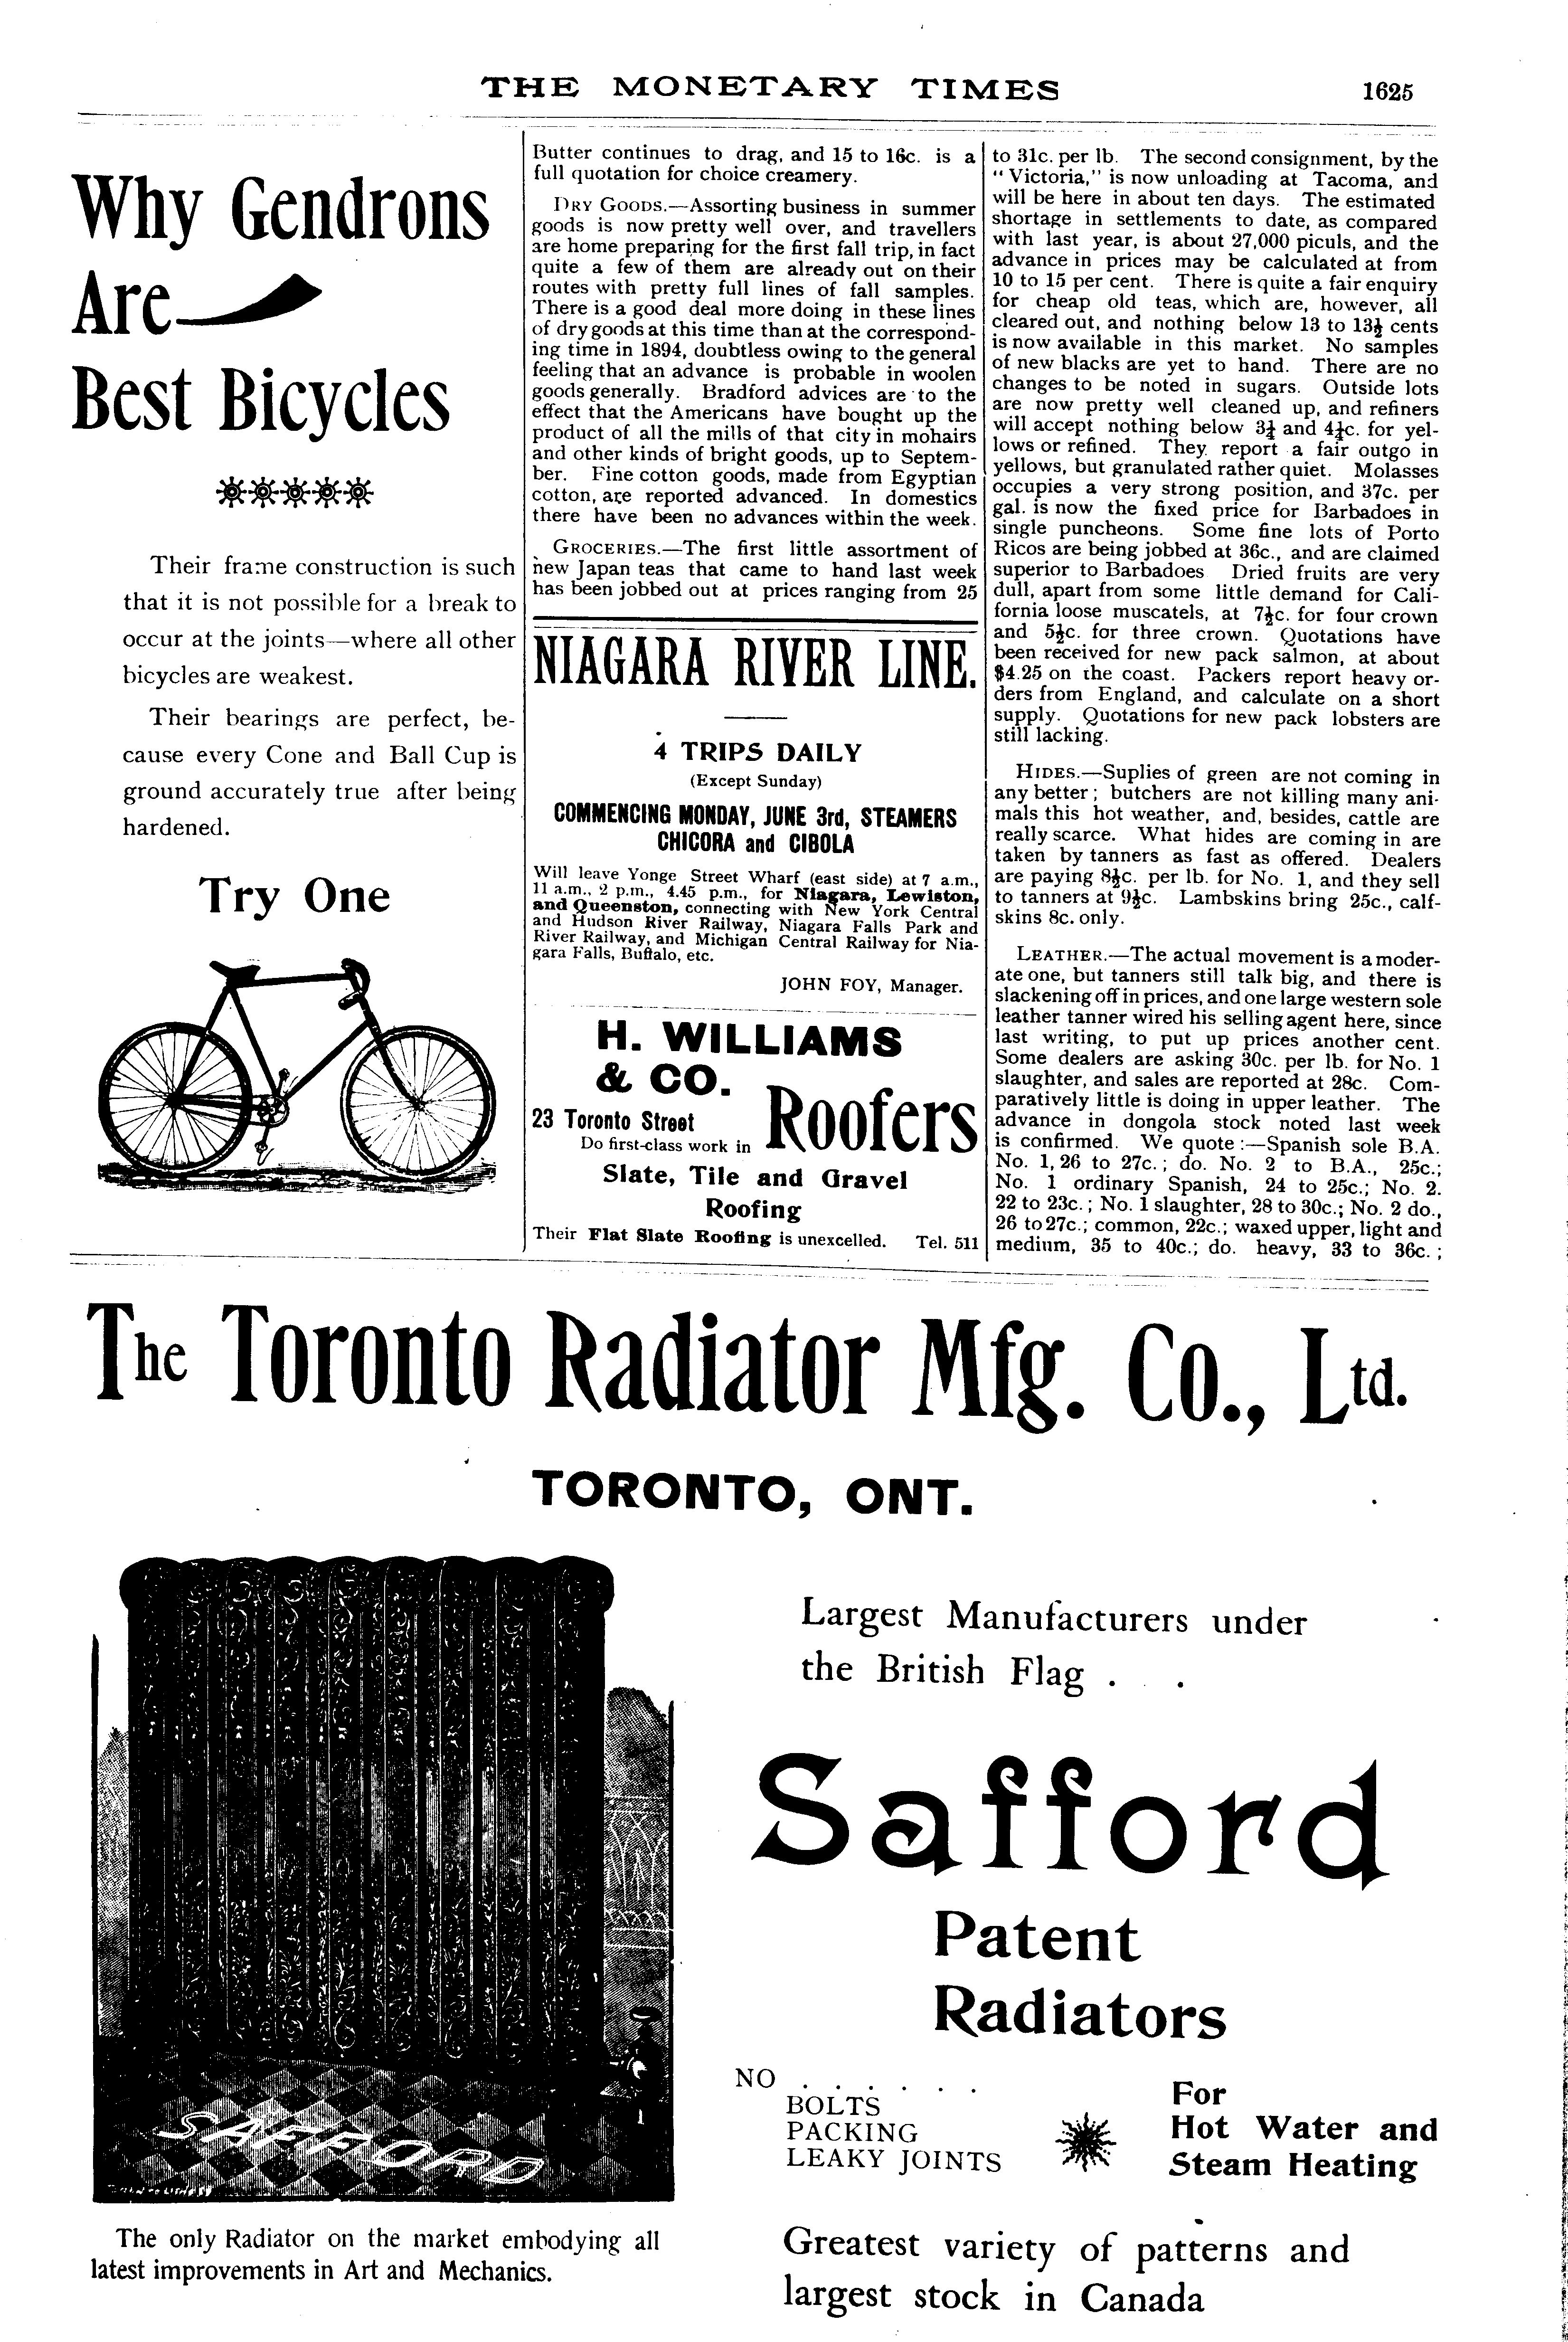 THE MONETARY TIMES 1625
Why Gendrons
Are
Best Bicycles
Their frame construction is such
that it is not possible for a break to
occur at the joints—where all other
bicycles are weakest.
Their bearings are perfect, be-
cause every Cone and Ball Cup is
ground accurately true after being
hardened.
Try One
Butter continues to drag, and 15 to 16c. is a
full quotation for choice creamery.
DRY GOODS.—Assorting business in summer
goods is now pretty well over, and travellers
are home preparing for the first fall trip, in fact
quite a few of them are already out on their
routes with pretty full lines of fall samples.
There is a good deal more doing in these lines
of dry goods at this time than at the correspond-
ing time in 1894, doubtless owing to the general
feeling that an advance is probable in woolen
goods generally. Bradford advices are to the
effect that the Americans have bought up the
product of all the mills of that city in mohairs
and other kinds of bright goods, up to Septem-
ber. Fine cotton goods, made from Egyptian
cotton, are reported advanced. In domestics
there have been no advances within the week.
GROCERIES.—The first little assortment of
new Japan teas that came to hand last week
has been jobbed out at prices ranging from 25
NIAGARA RIVER LINE.
4 TRIPS DAILY
(Except Sunday)
COMMENCING MONDAY, JUNE 3rd, STEAMERS
CHICORA and CIBOLA
Will leave Yonge Street Wharf (east side) at 7 a.m.,
11 a.m., 2 p.m., 4.45 p.m., for Niagara, Lewiston,
and Queenston, connecting with New York Central
and Hudson River Railway, Niagara Falls Park and
River Railway, and Michigan Central Railway for Nia-
gara Falls, Buffalo, etc.
JOHN FOY, Manager.
H. WILLIAMS
& CO.
23 Toronto Street
Roofers
Do first-class work in
Slate, Tile and Gravel
Roofing
Their Flat Slate Roofing is unexcelled. Tel. 511
to 31c. per lb. The second consignment, by the
"Victoria," is now unloading at Tacoma, and
will be here in about ten days. The estimated
shortage in settlements to date, as compared
with last year, is about 27,000 piculs, and the
advance in prices may be calculated at from
10 to 15 per cent. There is quite a fair enquiry
for cheap old teas, which are, however, all
cleared out, and nothing below 13 to 13½ cents
is now available in this market. No samples
of new blacks are yet to hand. There are no
changes to be noted in sugars. Outside lots
are now pretty well cleaned up, and refiners
will accept nothing below and for yel-
lows or refined. They report a fair outgo in
yellows, but granulated rather quiet. Molasses
occupies a very strong position, and 37c. per
gal. is now the fixed price for Barbadoes in
single puncheons. Some fine lots of Porto
Ricos are being jobbed at 36c., and are claimed
superior to Barbadoes Dried fruits are very
dull, apart from some little demand for Cali-
fornia loose muscatels, at 7½c. for four crown
and 5½c. for three crown. Quotations have
been received for new pack salmon, at about
$4.25 on the coast. Packers report heavy or-
ders from England, and calculate on a short
supply. Quotations for new pack lobsters are
still lacking.
HIDES.—Suplies of green are not coming in
any better; butchers are not killing many ani-
mals this hot weather, and, besides, cattle are
really scarce. What hides are coming in are
taken by tanners as fast as offered. Dealers
are paying 8½c. per lb. for No. 1, and they sell
to tanners at 9½c. Lambskins bring 25c., calf-
skins 8c. only.
LEATHER.—The actual movement is a moder-
ate one, but tanners still talk big, and there is
slackening off in prices, and one large western sole
leather tanner wired his selling agent here, since
last writing, to put up prices another cent.
Some dealers are asking 30c. per lb. for No. 1
slaughter, and sales are reported at 28c. Com-
paratively little is doing in upper leather. The
advance in dongola stock noted last week
is confirmed. We quote:—Spanish sole B.A.
No. 1, 26 to 27c.; do. No. 2 to B.A., 25c.;
No. 1 ordinary Spanish, 24 to 25c.; No. 2.
22 to 23c.; No. 1 slaughter, 28 to 30c.; No. 2 do.,
26 to 27c.; common, 22c.; waxed upper, light and
medium, 35 to 40c.; do. heavy, 33 to 36c.;
The Toronto Radiator Mfg. Co., Ltd.
TORONTO, ONT.
SAFFORD
The only Radiator on the market embodying all
latest improvements in Art and Mechanics.
Largest Manufacturers under
the British Flag . .
Safford
Patent
Radiators
NO . . . . . .
BOLTS
PACKING
LEAKY JOINTS
For
Hot Water and
Steam Heating
Greatest variety of patterns and
largest stock in Canada